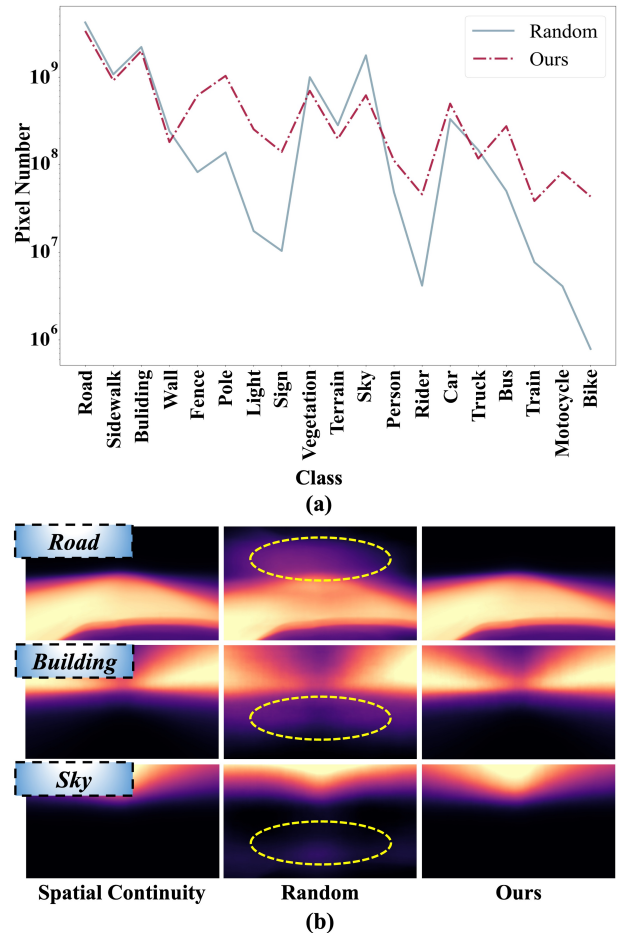 (a)
Random
Ours
10^9
10^8
10^7
10^6
Pixel Number
Road
Sidewalk
Buliding
Wall
Fence
Pole
Light
Sign
Vegetation
Terrain
Sky
Person
Rider
Car
Truck
Bus
Train
Motocycle
Bike
Class
(a)
Road
Building
Sky
Spatial Continuity Random Ours
(b)